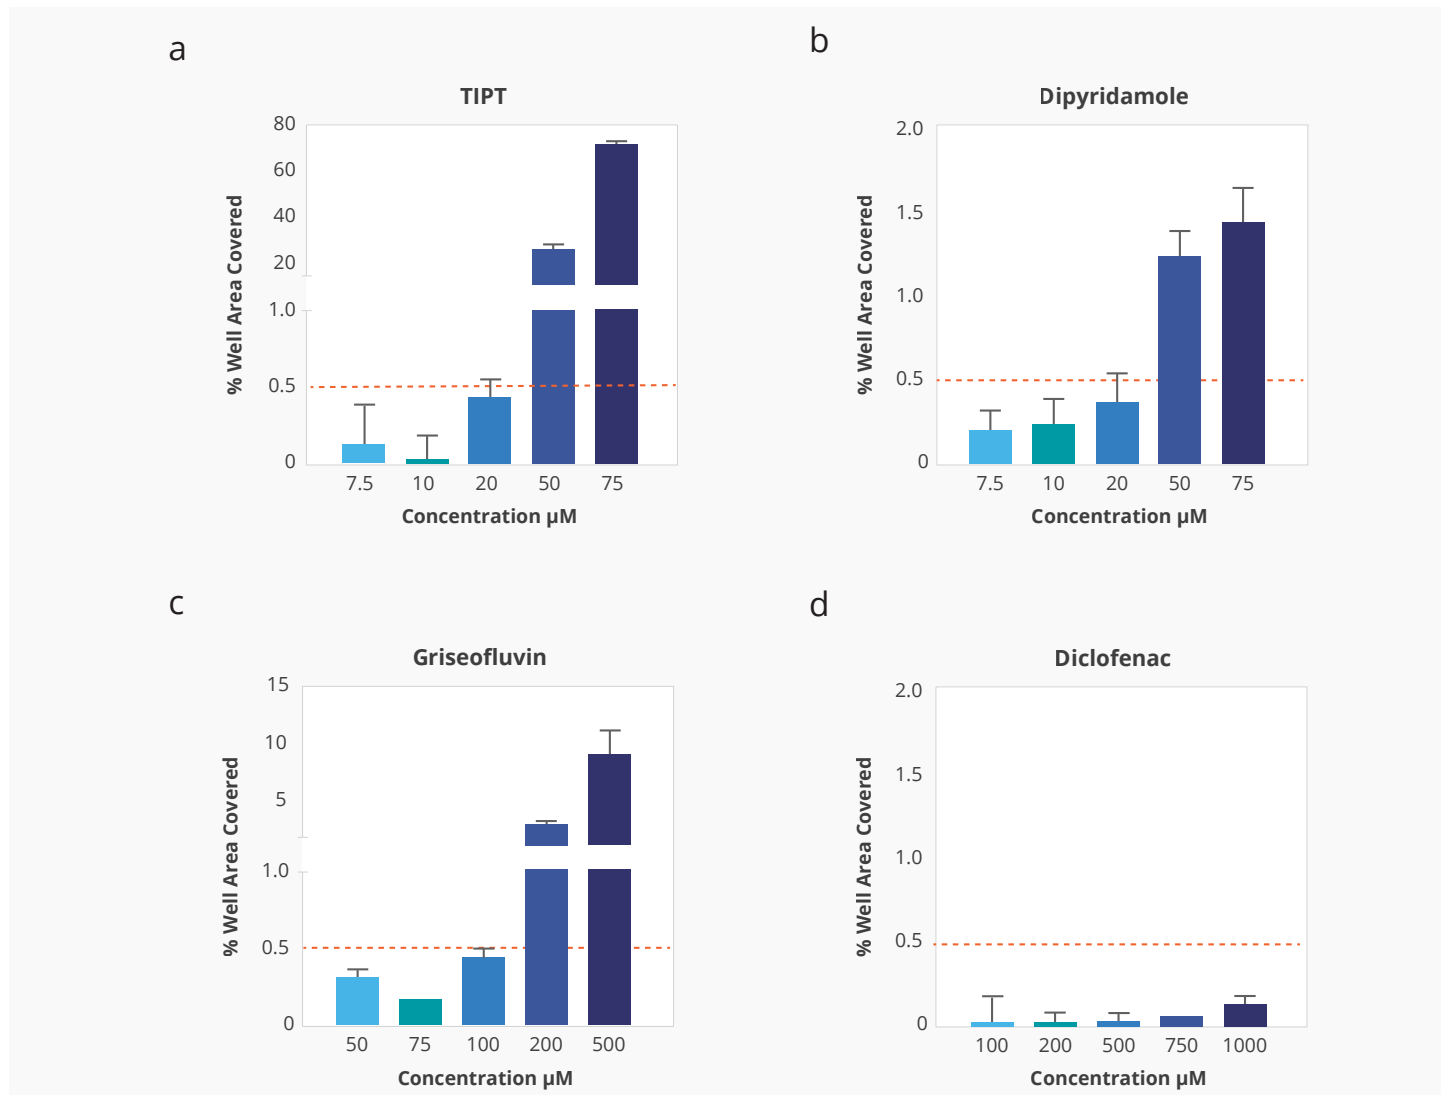 a
TIPT
% Well Area Covered
80
60
40
20
1.0
0.5
0
7.5 10 20 50 75
Concentration µM
b
Dipyridamole
% Well Area Covered
2.0
1.5
1.0
0.5
0
7.5 10 20 50 75
Concentration µM
c
Griseofluvin
% Well Area Covered
15
10
5
1.0
0.5
0
50 75 100 200 500
Concentration µM
d
Diclofenac
% Well Area Covered
2.0
1.5
1.0
0.5
0
100 200 500 750 1000
Concentration µM